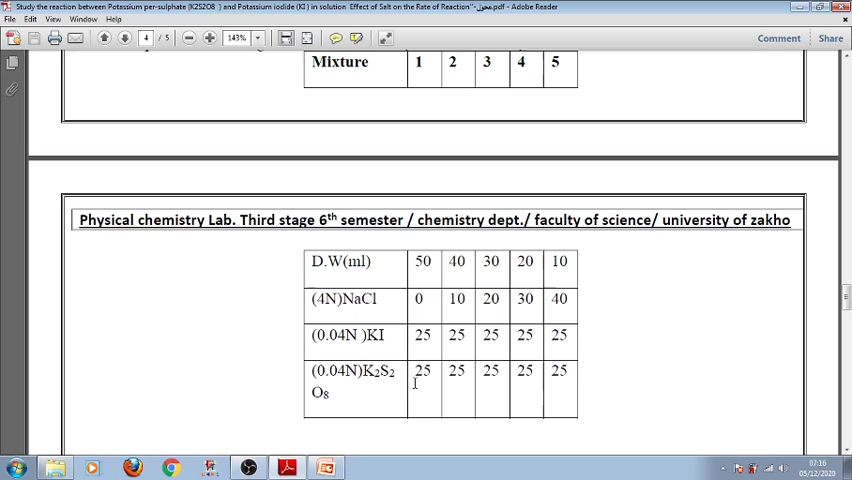 Study the reaction between Potassium per-sulphate [K2S2O8 ) and Potassium iodide (KI ) in solution Effect of Salt on the Rate of Reaction"-محول.pdf - Adobe Reader
File Edit View Window Help
4 / 5 143% Comment Share
Mixture 1 2 3 4 5
Physical chemistry Lab. Third stage 6th semester / chemistry dept./ faculty of science/ university of zakho
D.W(ml) 50 40 30 20 10
(4N)NaCl 0 10 20 30 40
(0.04N )KI 25 25 25 25 25
(0.04N)K₂S₂ 25 25 25 25 25
O₈
07:16
05/12/2020